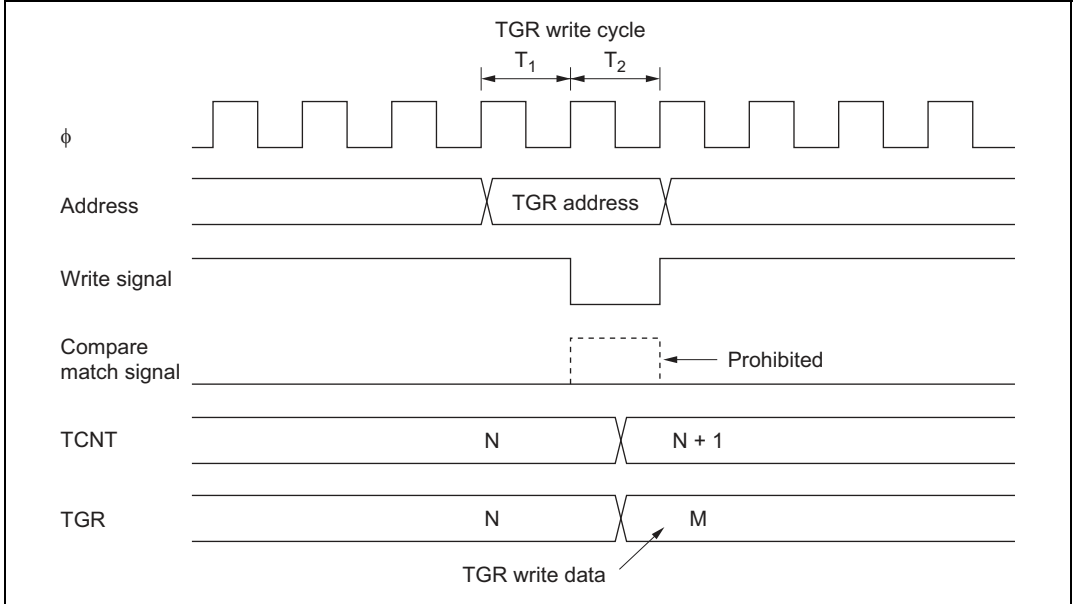 TGR write cycle
T1 T2
ϕ
Address
TGR address
Write signal
Compare
match signal
Prohibited
TCNT
N
N + 1
TGR
N
M
TGR write data